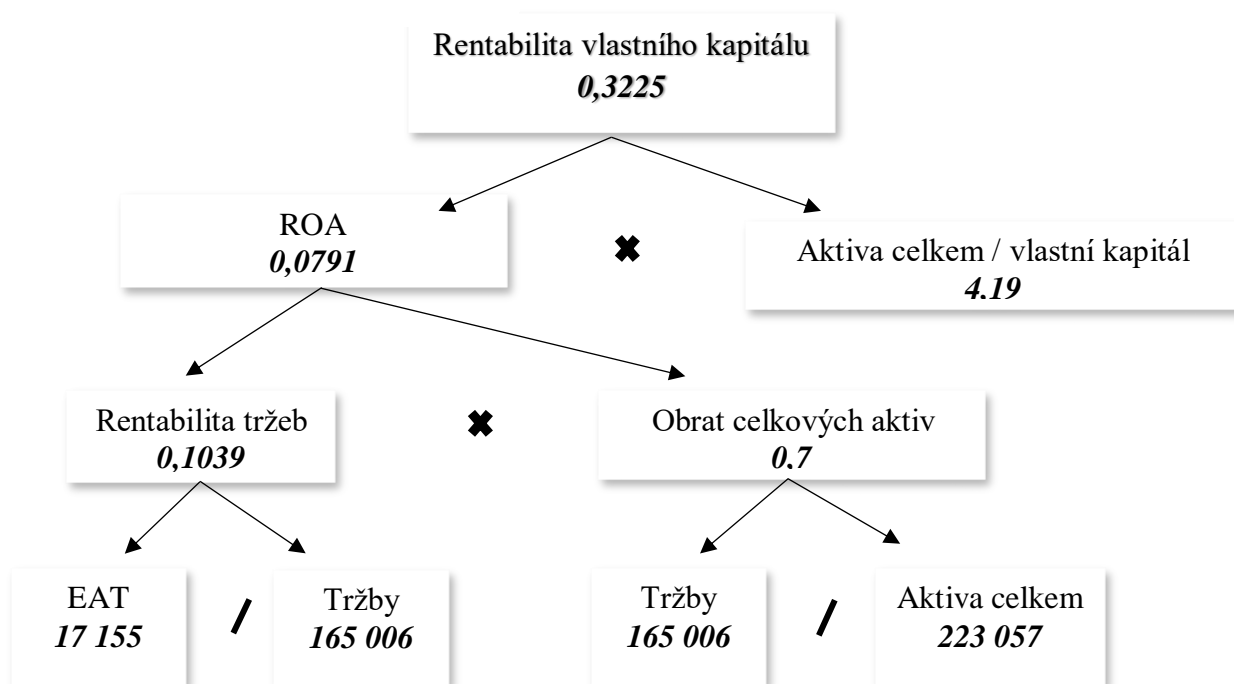 Rentabilita vlastního kapitálu
0,3225
ROA
0,0791
Aktiva celkem / vlastní kapitál
4,19
Rentabilita tržeb
0,1039
Obrat celkových aktiv
0,7
EAT
17 155
/
Tržby
165 006
Tržby
165 006
/
Aktiva celkem
223 057